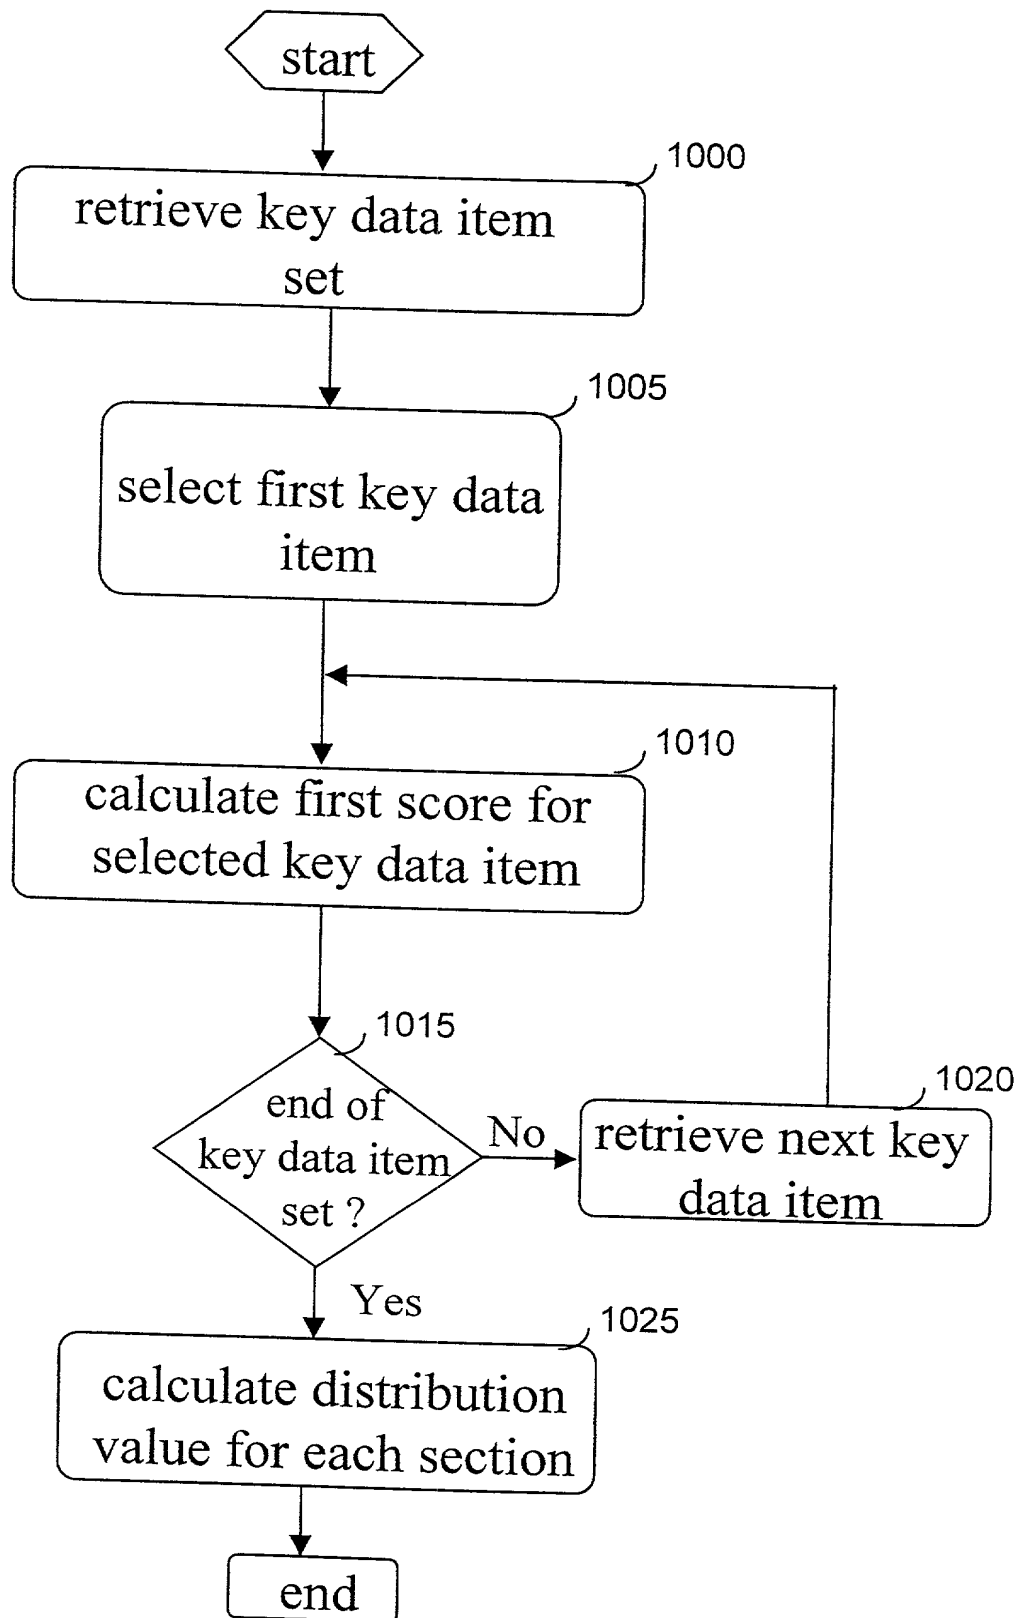 start
1000
retrieve key data item
set
1005
select first key data
item
1010
calculate first score for
selected key data item
1015
end of
key data item
set ?
No
1020
retrieve next key
data item
Yes
1025
calculate distribution
value for each section
end